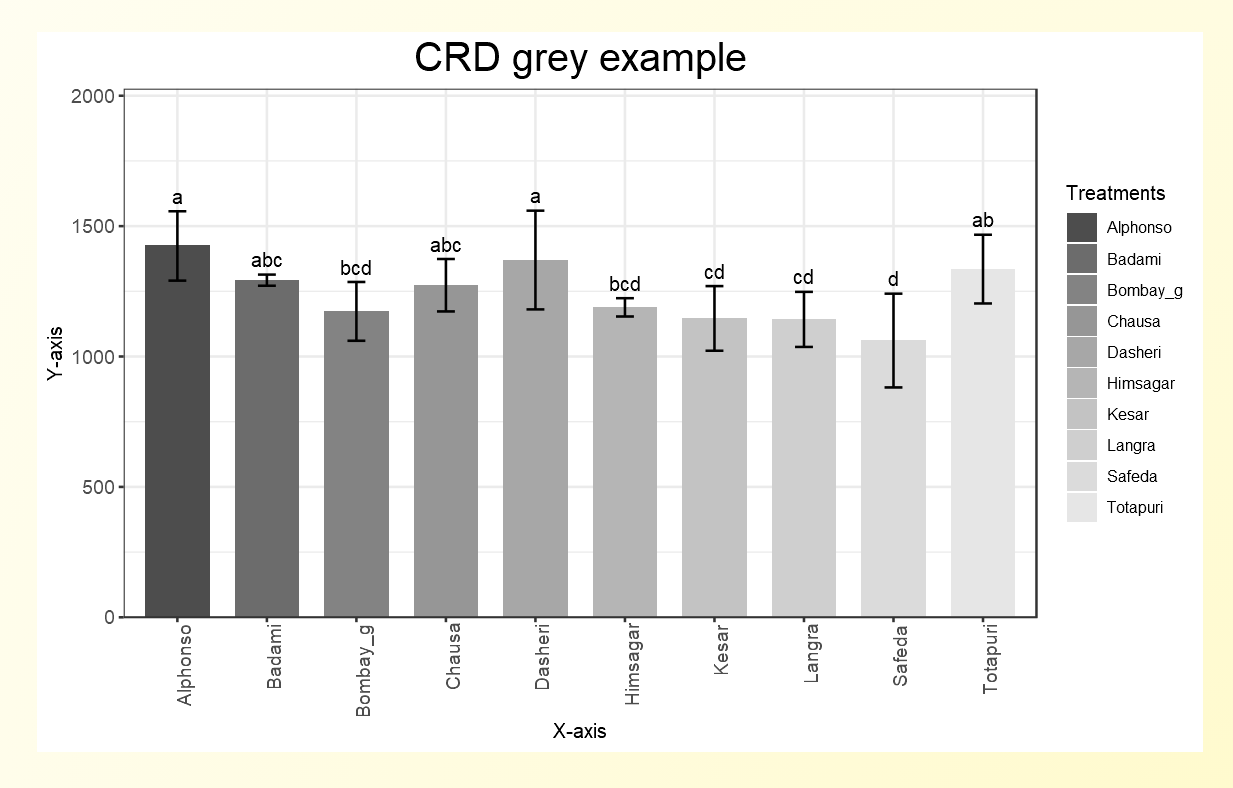 CRD grey example
2000
1500
1000
500
0
Y-axis
a
abc
bcd
abc
a
bcd
cd
cd
d
ab
Alphonso
Badami
Bombay_g
Chausa
Dasheri
Himsagar
Kesar
Langra
Safeda
Totapuri
X-axis
Treatments
Alphonso
Badami
Bombay_g
Chausa
Dasheri
Himsagar
Kesar
Langra
Safeda
Totapuri